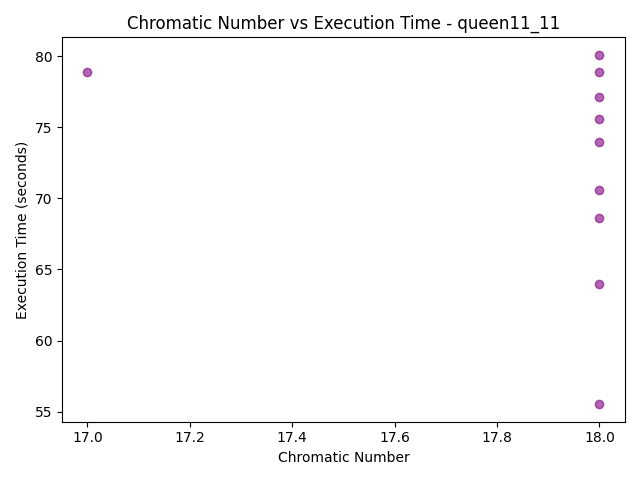 Chromatic Number vs Execution Time - queen11_11
Execution Time (seconds)
80
75
70
65
60
55
17.0 17.2 17.4 17.6 17.8 18.0
Chromatic Number